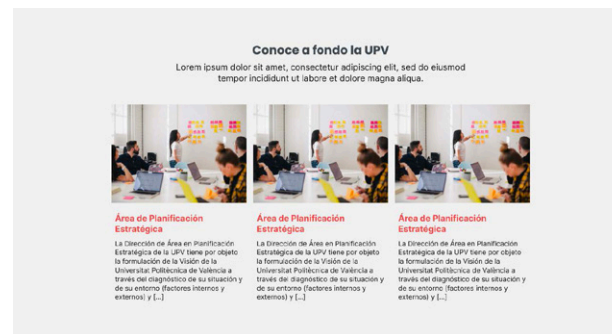 Conoce a fondo la UPV
Lorem ipsum dolor sit amet, consectetur adipiscing elit, sed do eiusmod
tempor incididunt ut labore et dolore magna aliqua.
Área de Planificación
Estratégica
La Dirección de Área en Planificación
Estratégica de la UPV tiene por objeto
la formulación de la Visión de la
Universitat Politècnica de València a
través del diagnóstico de su situación y
de su entorno (factores internos y
externos) y [...]
Área de Planificación
Estratégica
La Dirección de Área en Planificación
Estratégica de la UPV tiene por objeto
la formulación de la Visión de la
Universitat Politècnica de València a
través del diagnóstico de su situación y
de su entorno (factores internos y
externos) y [...]
Área de Planificación
Estratégica
La Dirección de Área en Planificación
Estratégica de la UPV tiene por objeto
la formulación de la Visión de la
Universitat Politècnica de València a
través del diagnóstico de su situación y
de su entorno (factores internos y
externos) y [...]